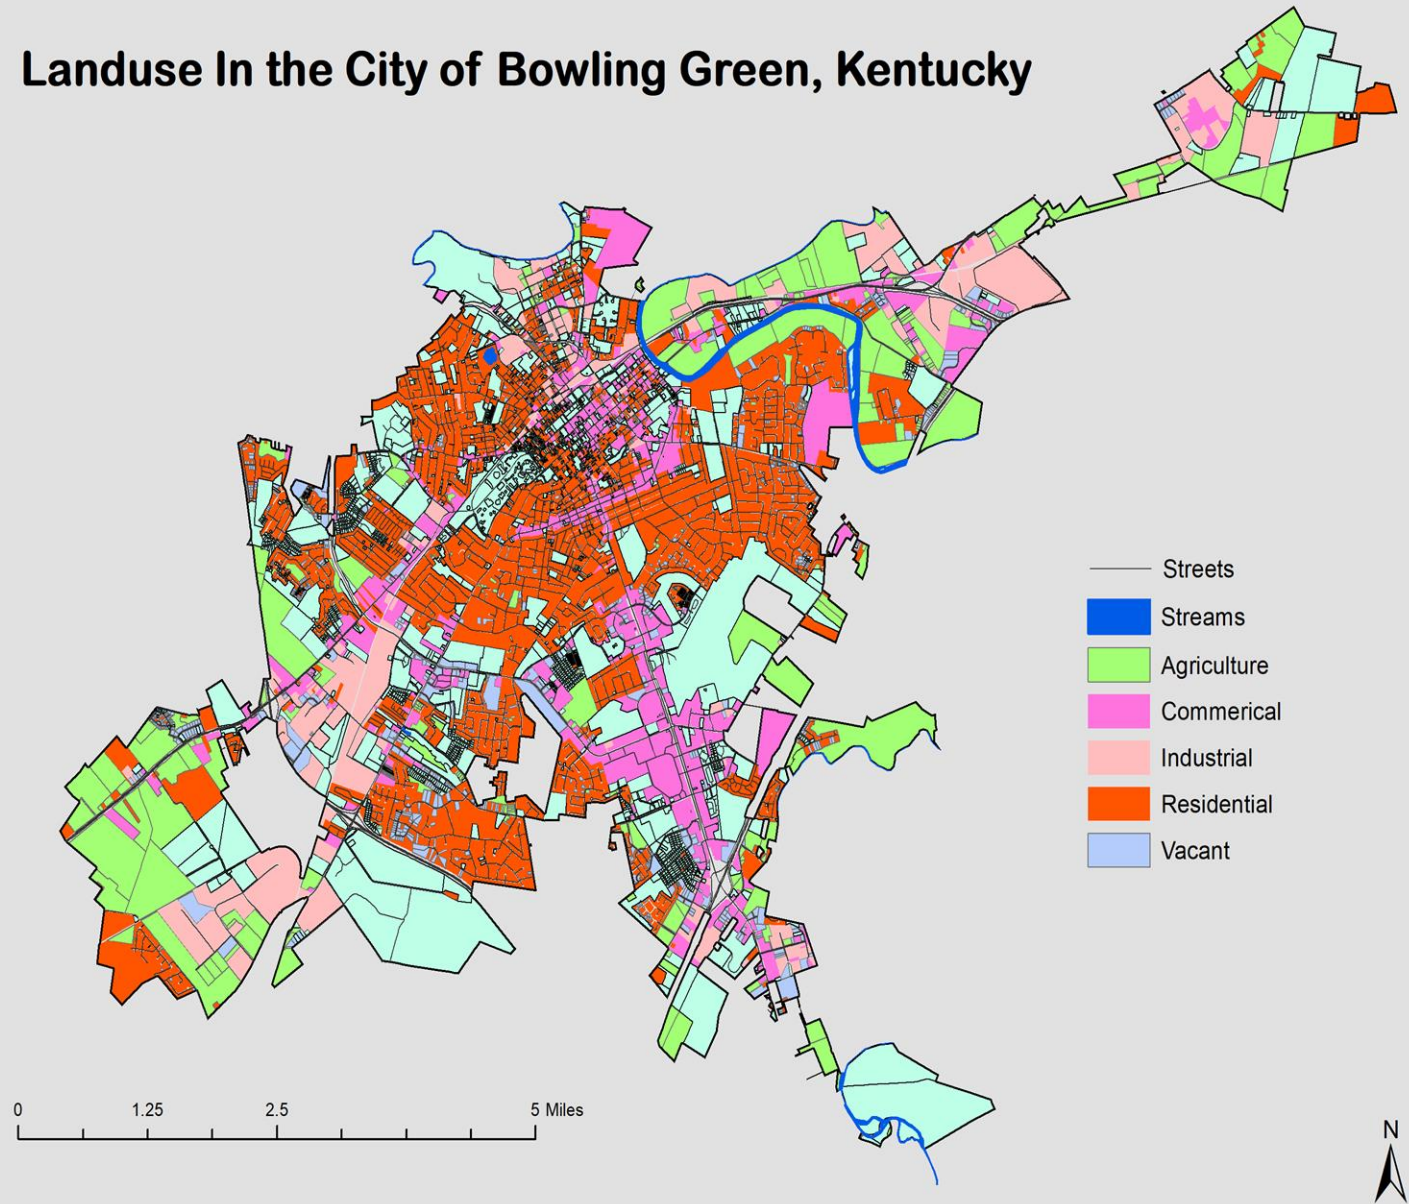 Landuse In the City of Bowling Green, Kentucky
Streets
Streams
Agriculture
Commerical
Industrial
Residential
Vacant
0 1.25 2.5 5 Miles
N